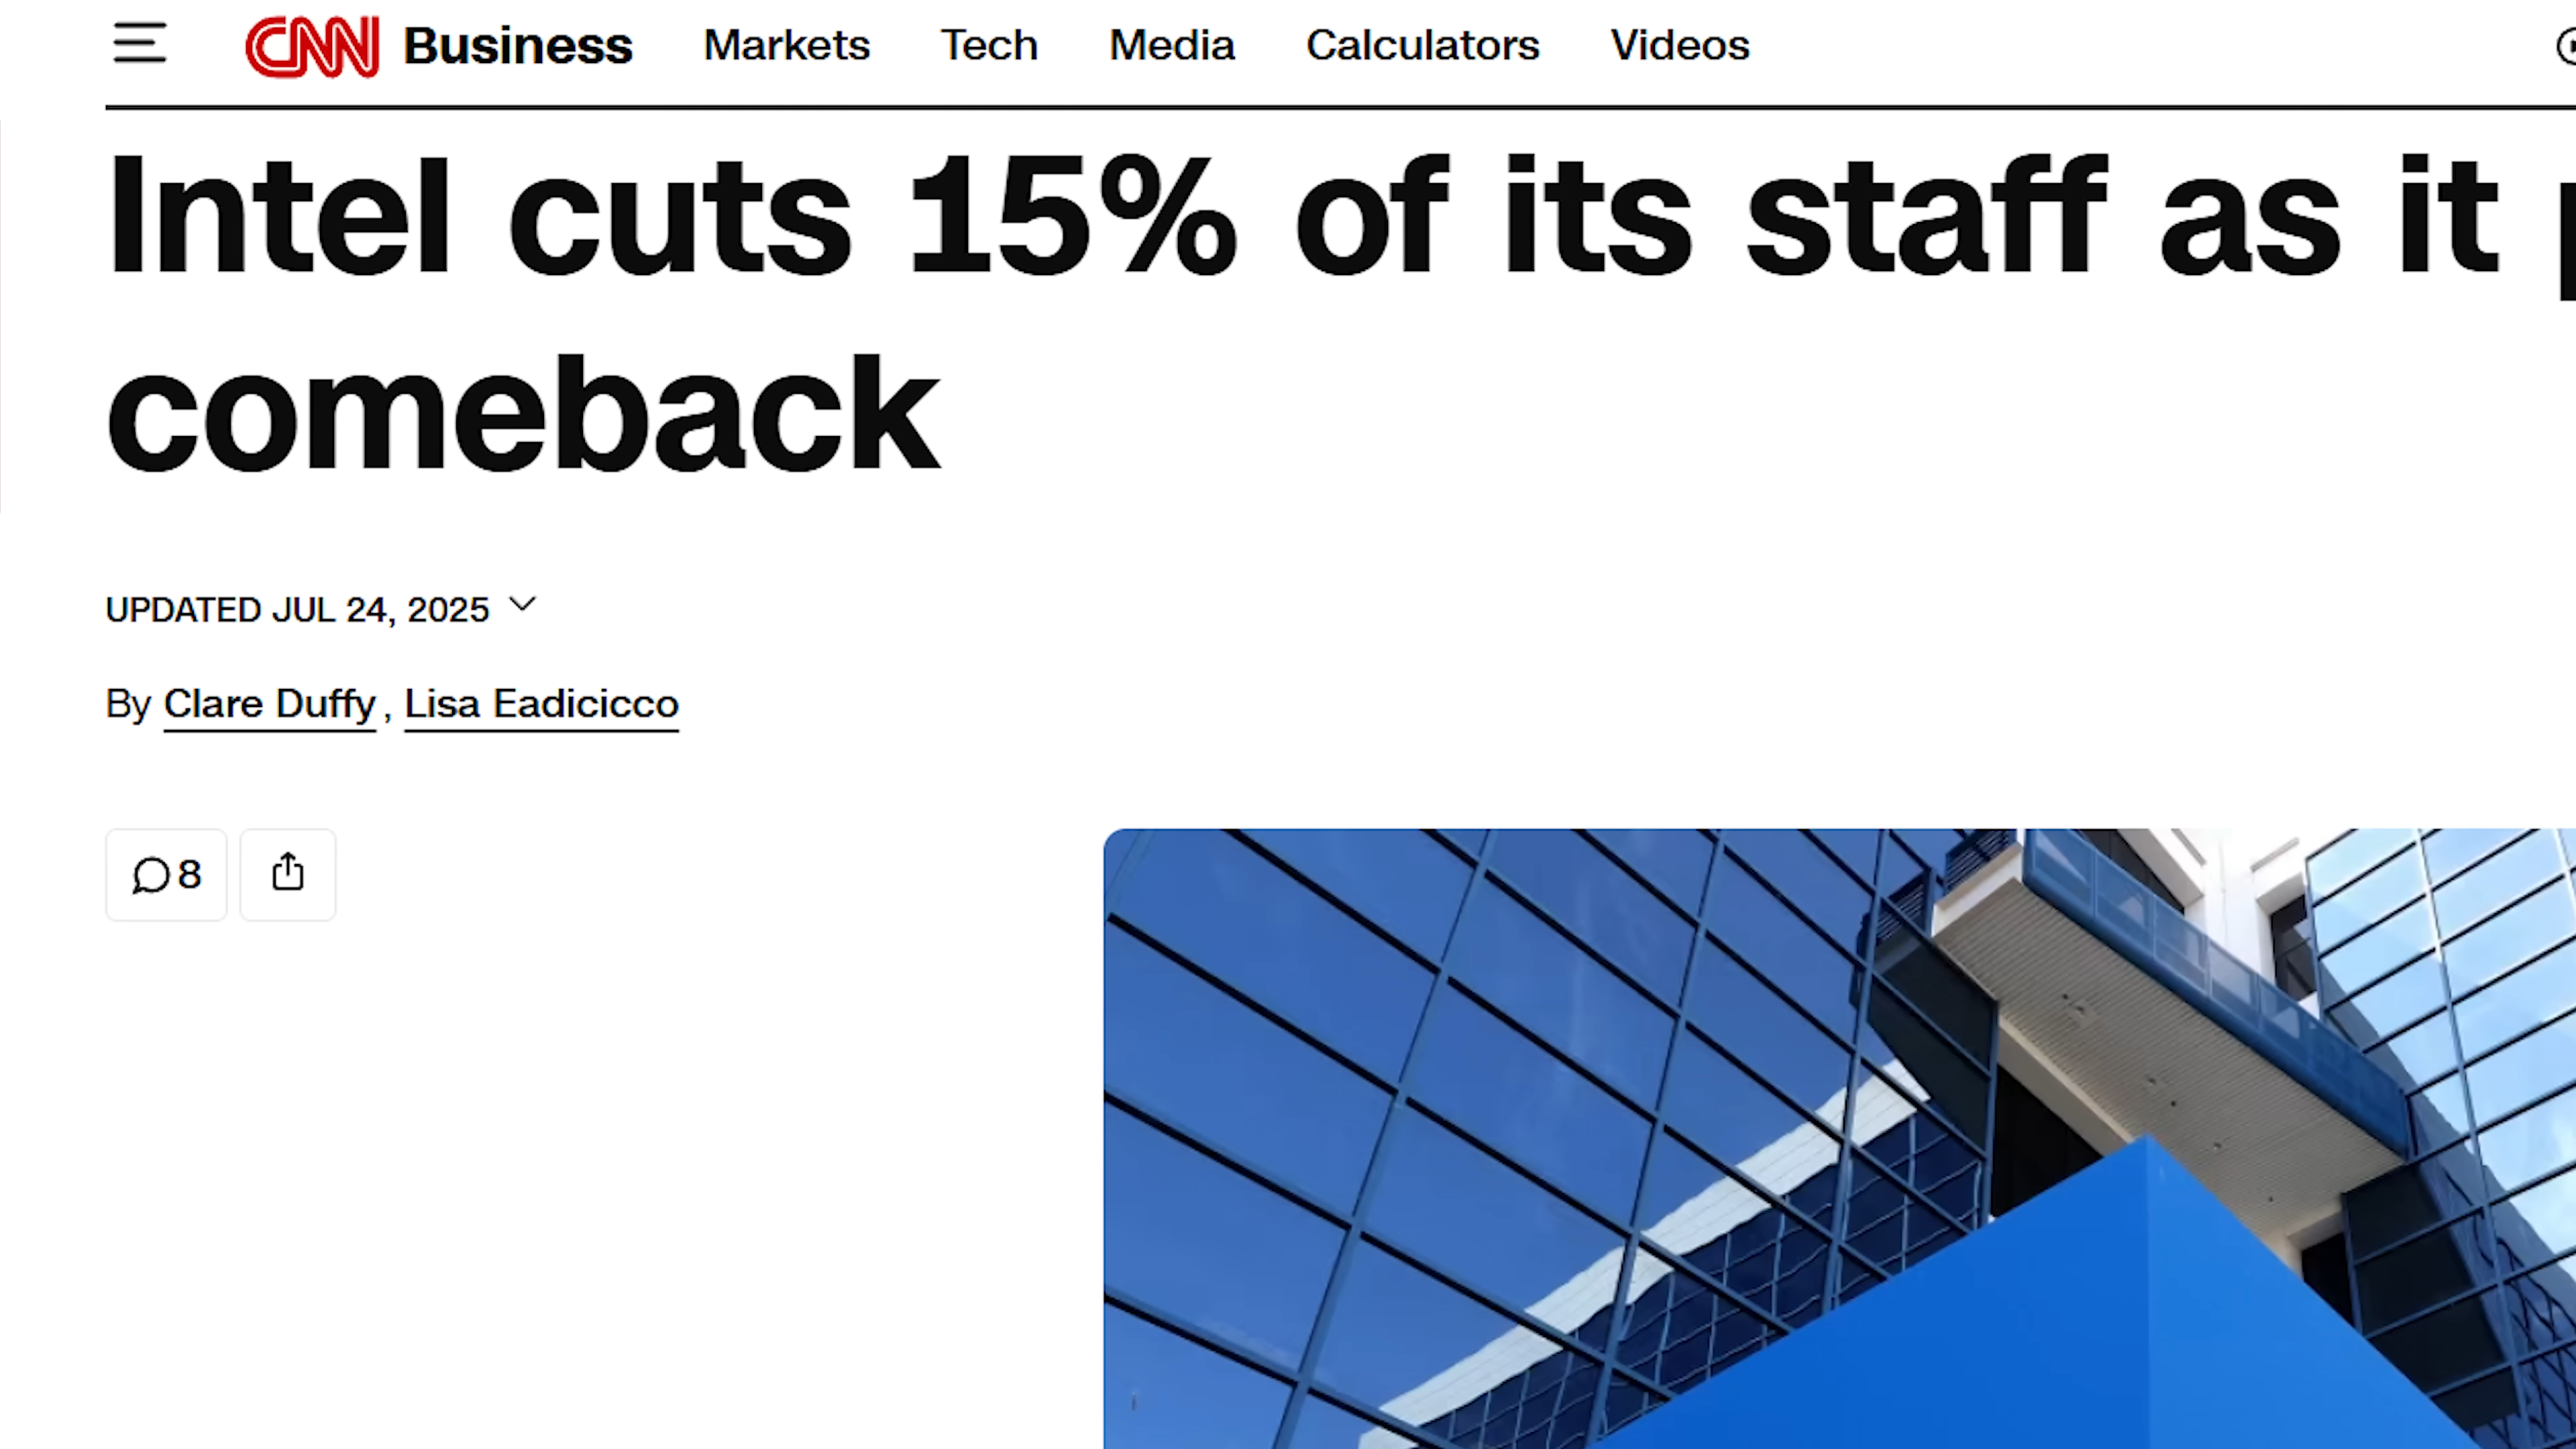 CNN Business Markets Tech Media Calculators Videos
Intel cuts 15% of its staff as it
comeback
UPDATED JUL 24, 2025
By Clare Duffy, Lisa Eadicicco
8